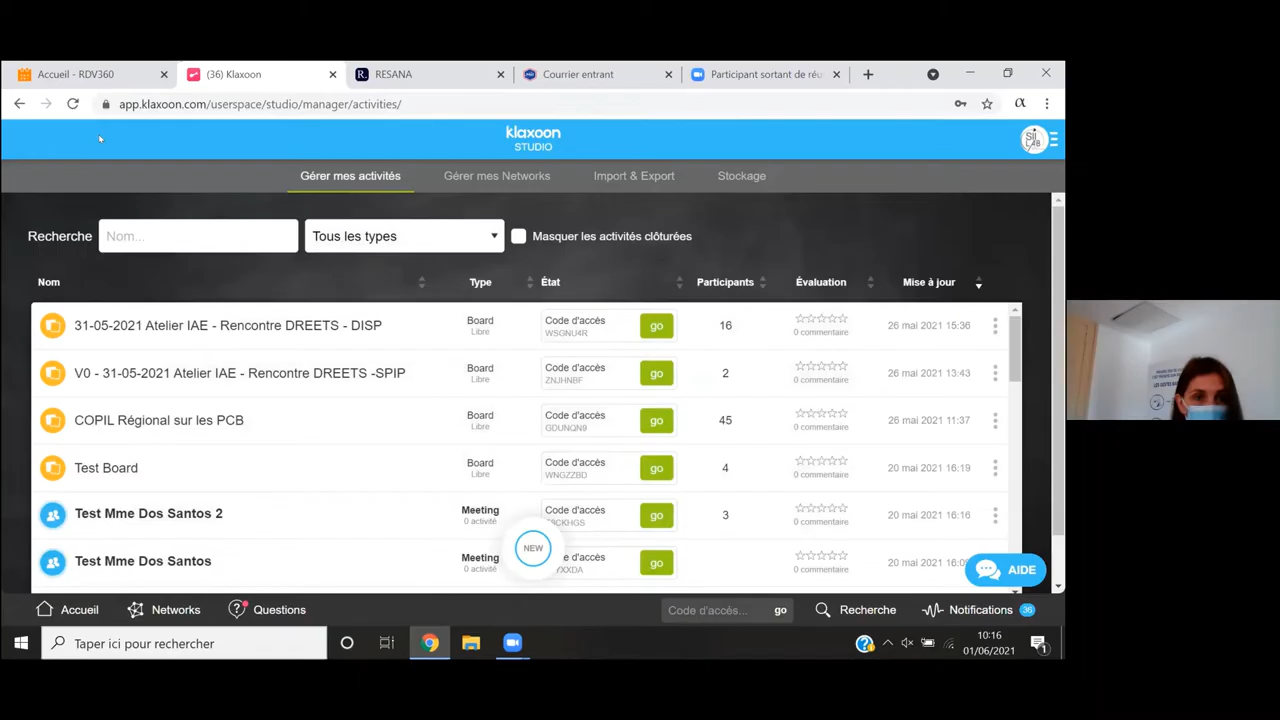 Accueil - RDV360
(36) Klaxoon
RESANA
Courrier entrant
Participant sortant de réu
app.klaxoon.com/userspace/studio/manager/activities/
klaxoon
STUDIO
SII
LAB
Gérer mes activités
Gérer mes Networks
Import & Export
Stockage
Recherche
Nom...
Tous les types
Masquer les activités clôturées
Nom
Type
État
Participants
Évaluation
Mise à jour
31-05-2021 Atelier IAE - Rencontre DREETS - DISP
Board
Libre
Code d'accès
WSGNU4R
go
16
0 commentaire
26 mai 2021 15:36
V0 - 31-05-2021 Atelier IAE - Rencontre DREETS -SPIP
Board
Libre
Code d'accès
ZNJHNBF
go
2
0 commentaire
26 mai 2021 13:43
COPIL Régional sur les PCB
Board
Libre
Code d'accès
GDUNQN9
go
45
0 commentaire
26 mai 2021 11:37
Test Board
Board
Libre
Code d'accès
WNGZZBD
go
4
0 commentaire
20 mai 2021 16:19
Test Mme Dos Santos 2
Meeting
0 activité
Code d'accès
go
3
0 commentaire
20 mai 2021 16:16
Test Mme Dos Santos
Meeting
0 activité
go
0 commentaire
20 mai 2021 16:0
NEW
AIDE
Accueil
Networks
Questions
Code d'accès...
go
Recherche
Notifications
36
Taper ici pour rechercher
10:16
01/06/2021
1